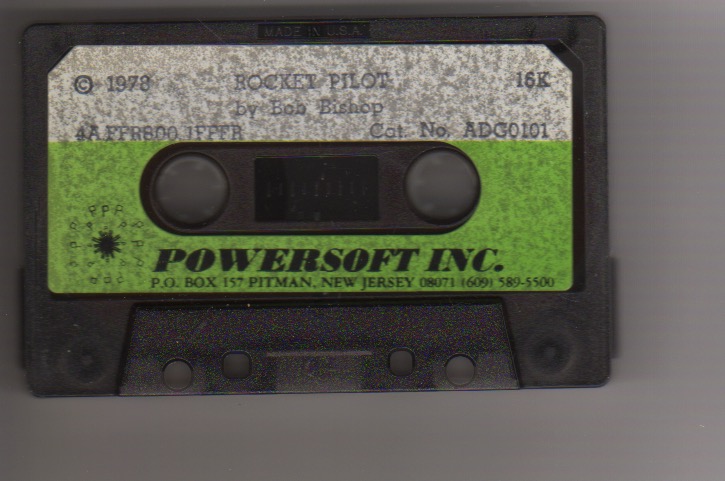 MADE IN U.S.A.
© 1978 ROCKET PILOT 16K
by Bob Bishop
4A.FFR800.1FFFR Cat. No. ADG0101
POWERSOFT INC.
P.O. BOX 157 PITMAN, NEW JERSEY 08071 (609) 589-5500